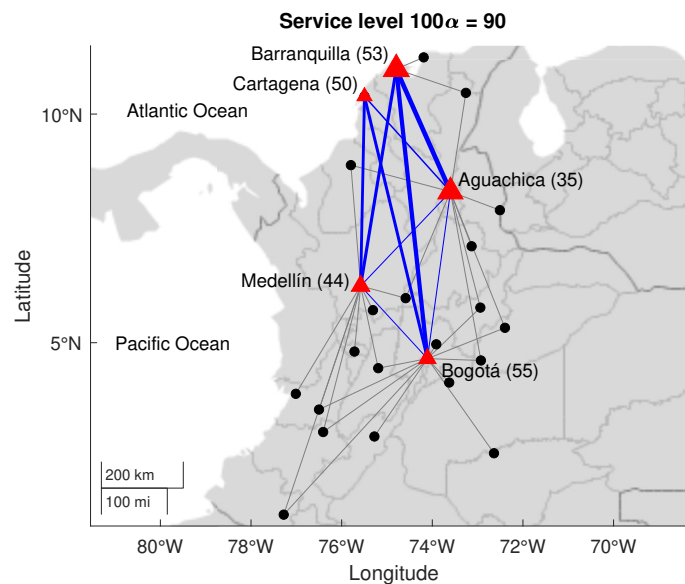 Service level 100α = 90
Barranquilla (53)
Cartagena (50)
10°N
Atlantic Ocean
Aguachica (35)
Latitude
Medellín (44)
5°N
Pacific Ocean
Bogotá (55)
200 km
100 mi
80°W
78°W
76°W
74°W
72°W
70°W
Longitude